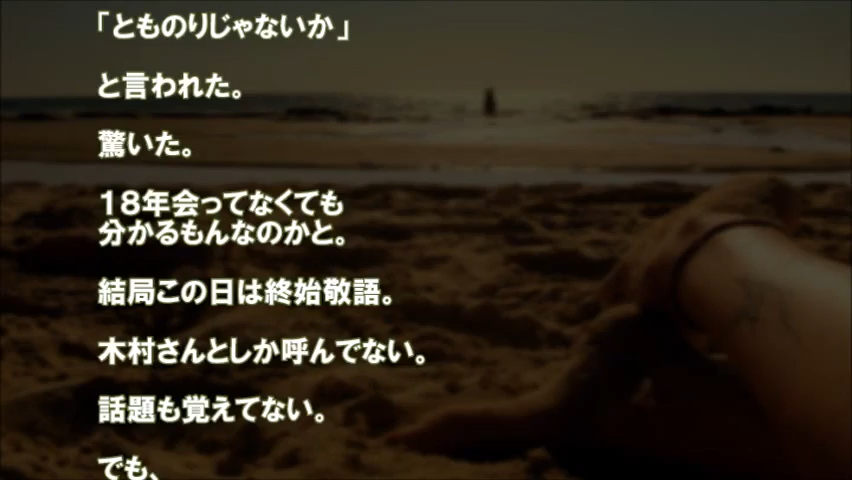 「とものりじゃないか」
と言われた。
驚いた。
１８年会ってなくても
分かるもんなのかと。
結局この日は終始敬語。
木村さんとしか呼んでない。
話題も覚えてない。
でも、